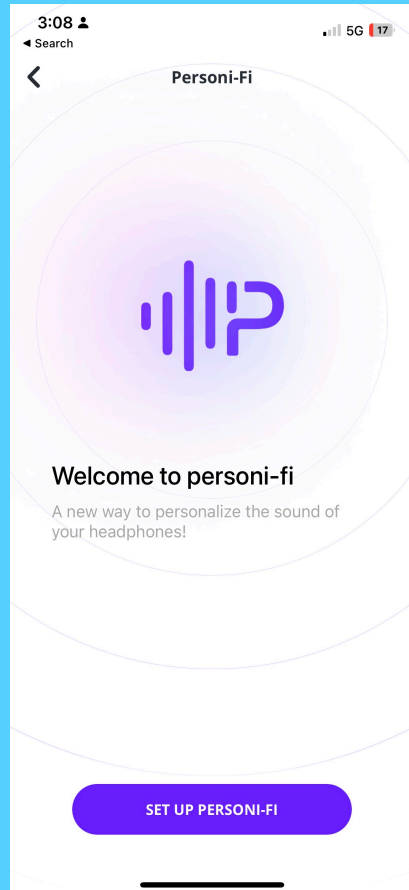 3:08
5G 17
◀ Search
Personi-Fi
Welcome to personi-fi
A new way to personalize the sound of
your headphones!
SET UP PERSONI-FI